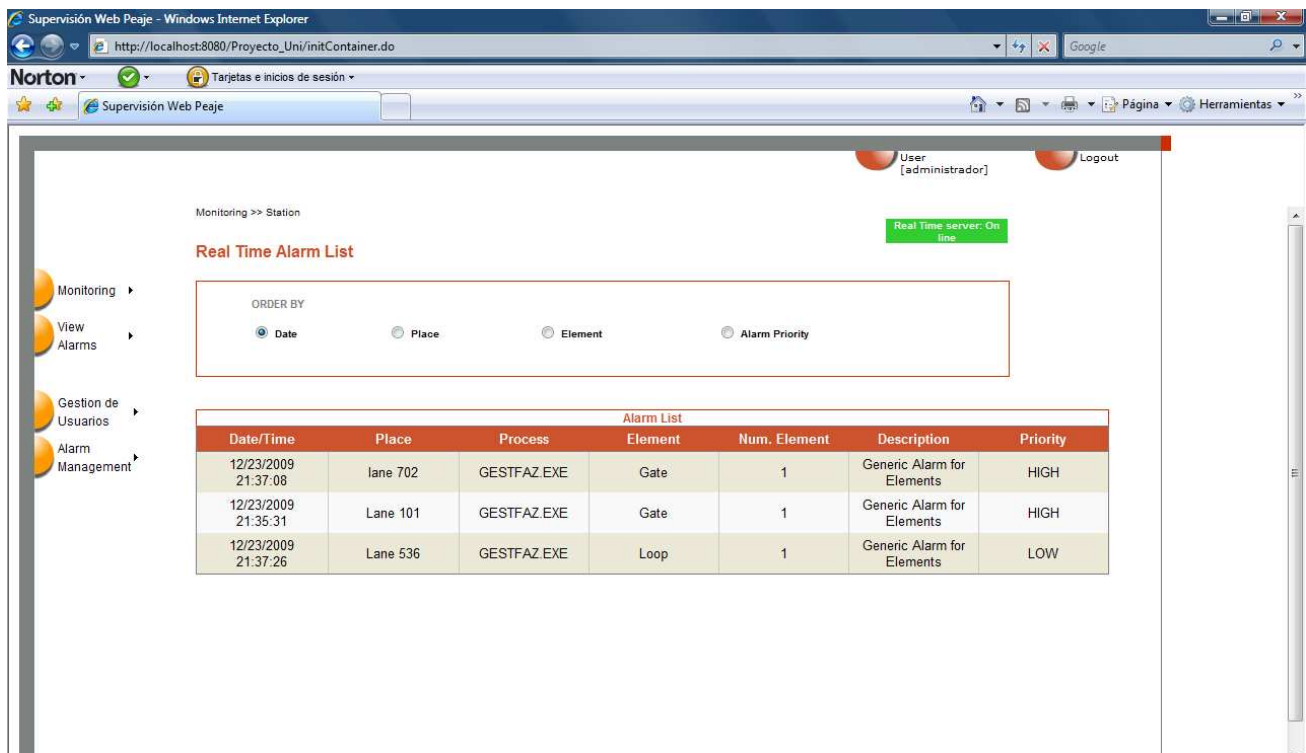 Supervisión Web Peaje - Windows Internet Explorer
http://localhost:8080/Proyecto_Uni/initContainer.do
Google
Norton
Tarjetas e inicios de sesión
Supervisión Web Peaje
Página
Herramientas
User
[administrador]
Logout
Monitoring >> Station
Real Time server: On
line
Real Time Alarm List
Monitoring
View
Alarms
Gestion de
Usuarios
Alarm
Management
ORDER BY
Date Place Element Alarm Priority
Alarm List
Date/Time Place Process Element Num. Element Description Priority
12/23/2009
21:37:08 lane 702 GESTFAZ.EXE Gate 1 Generic Alarm for
Elements HIGH
12/23/2009
21:35:31 Lane 101 GESTFAZ.EXE Gate 1 Generic Alarm for
Elements HIGH
12/23/2009
21:37:26 Lane 536 GESTFAZ.EXE Loop 1 Generic Alarm for
Elements LOW